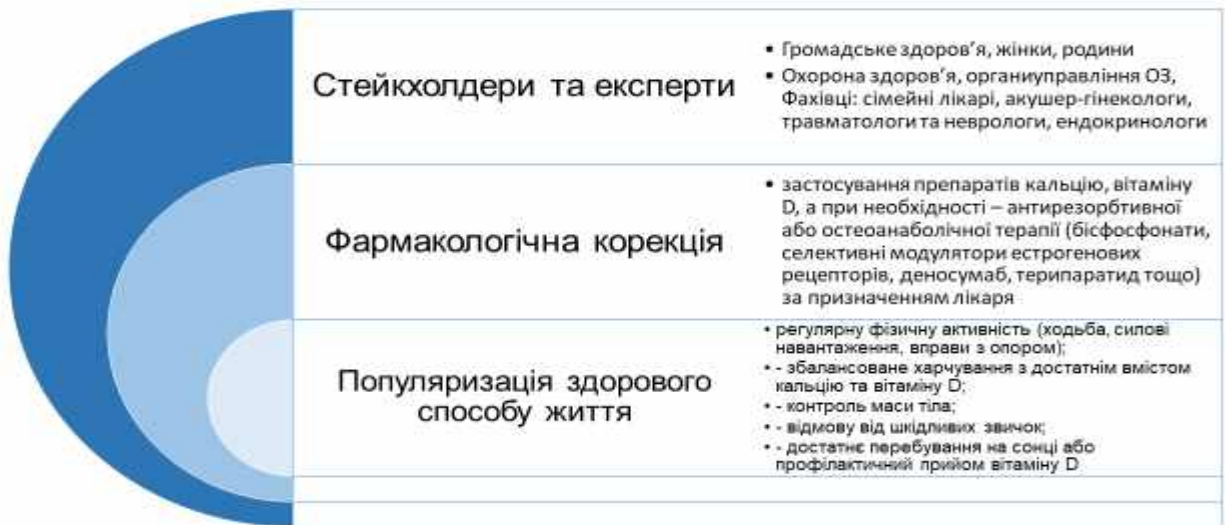 Стейкхолдери та експерти
• Громадське здоров’я, жінки, родини
• Охорона здоров’я, органиуправління ОЗ,
Фахівці: сімейні лікарі, акушер-гінекологи,
травматологи та неврологи, ендокринологи
Фармакологічна корекція
• застосування препаратів кальцію, вітаміну
D, а при необхідності – антирезорбтивної
або остеоанаболічної терапії (бісфосфонати,
селективні модулятори естрогенових
рецепторів, деносумаб, терипаратид тощо)
за призначенням лікаря
Популяризація здорового
способу життя
• регулярну фізичну активність (ходьба, силові
навантаження, вправи з опором);
• - збалансоване харчування з достатнім вмістом
кальцію та вітаміну D;
• - контроль маси тіла;
• - відмову від шкідливих звичок;
• - достатнє перебування на сонці або
профілактичний прийом вітаміну D